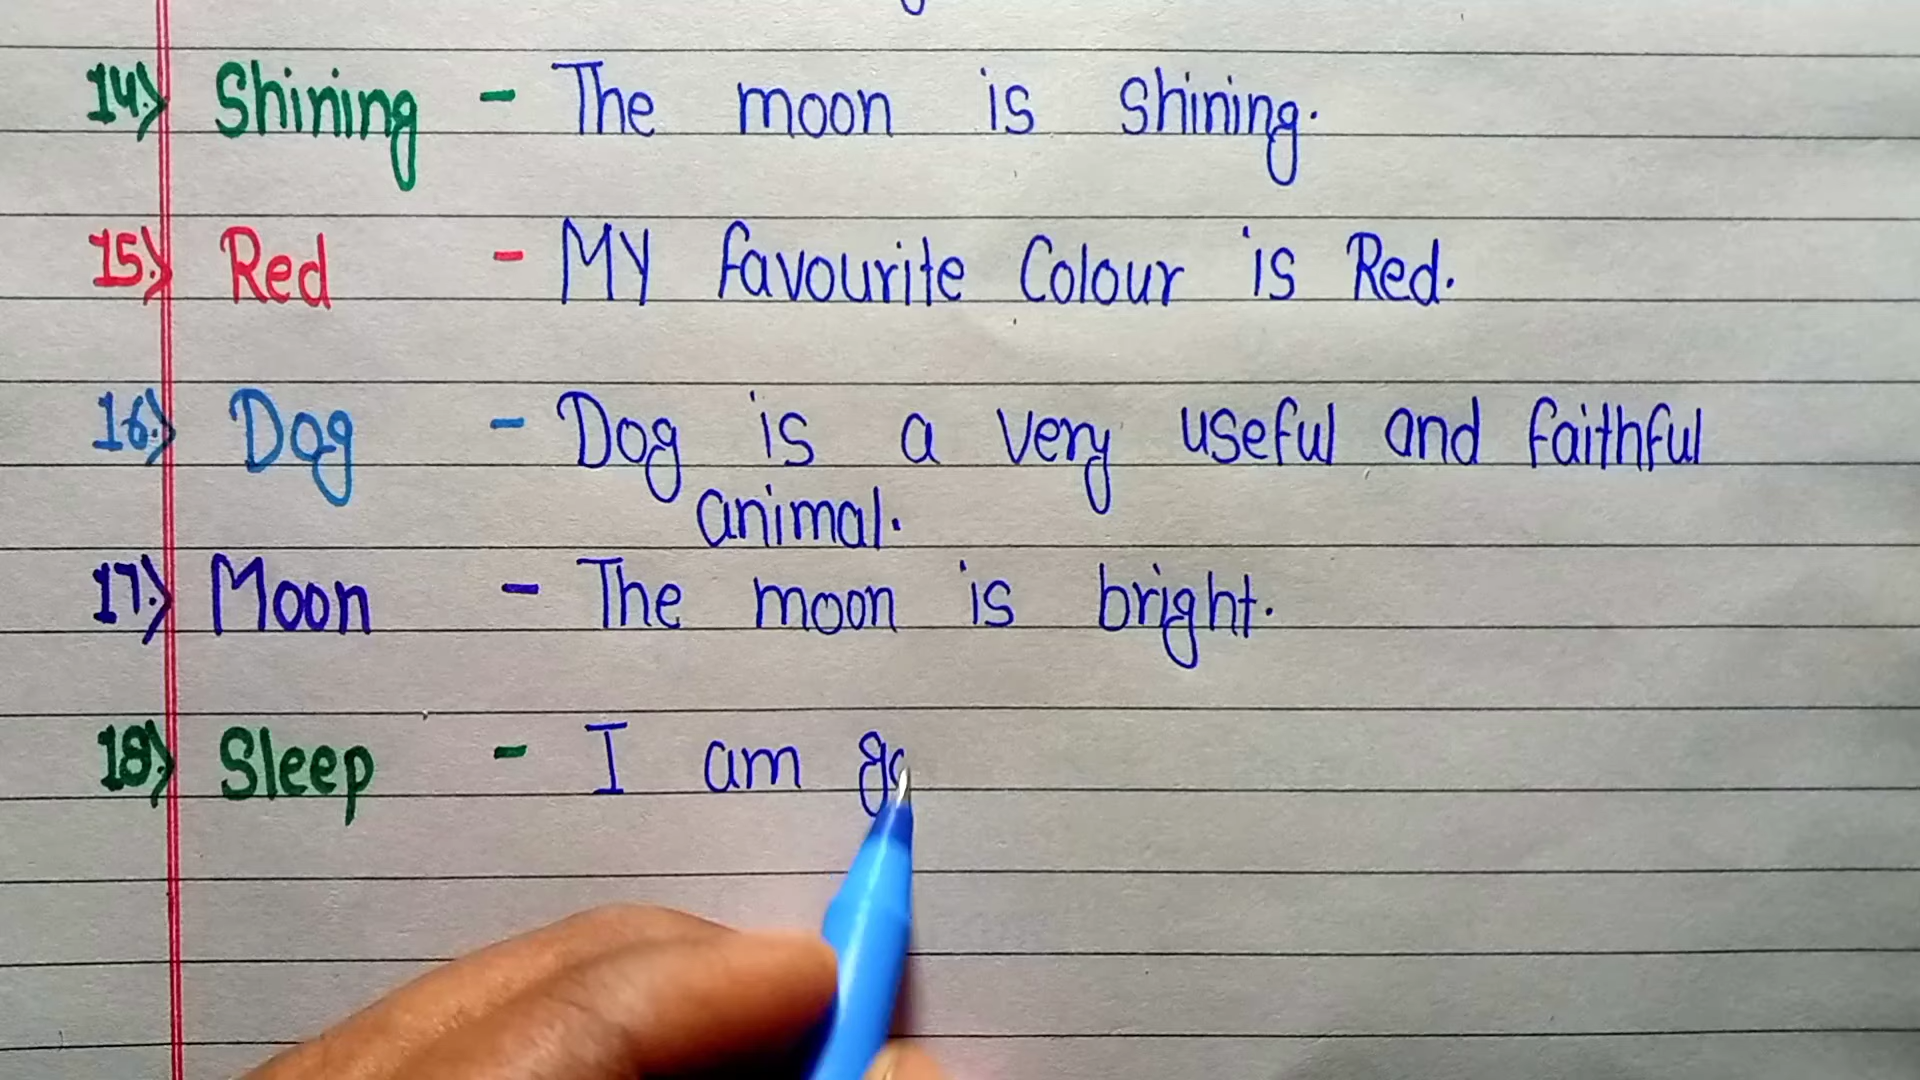 14.) Shining - The moon is shining.
15.) Red - MY favourite Colour is Red.
16.) Dog - Dog is a very useful and faithful
animal.
17.) Moon - The moon is bright.
18.) Sleep - I am go